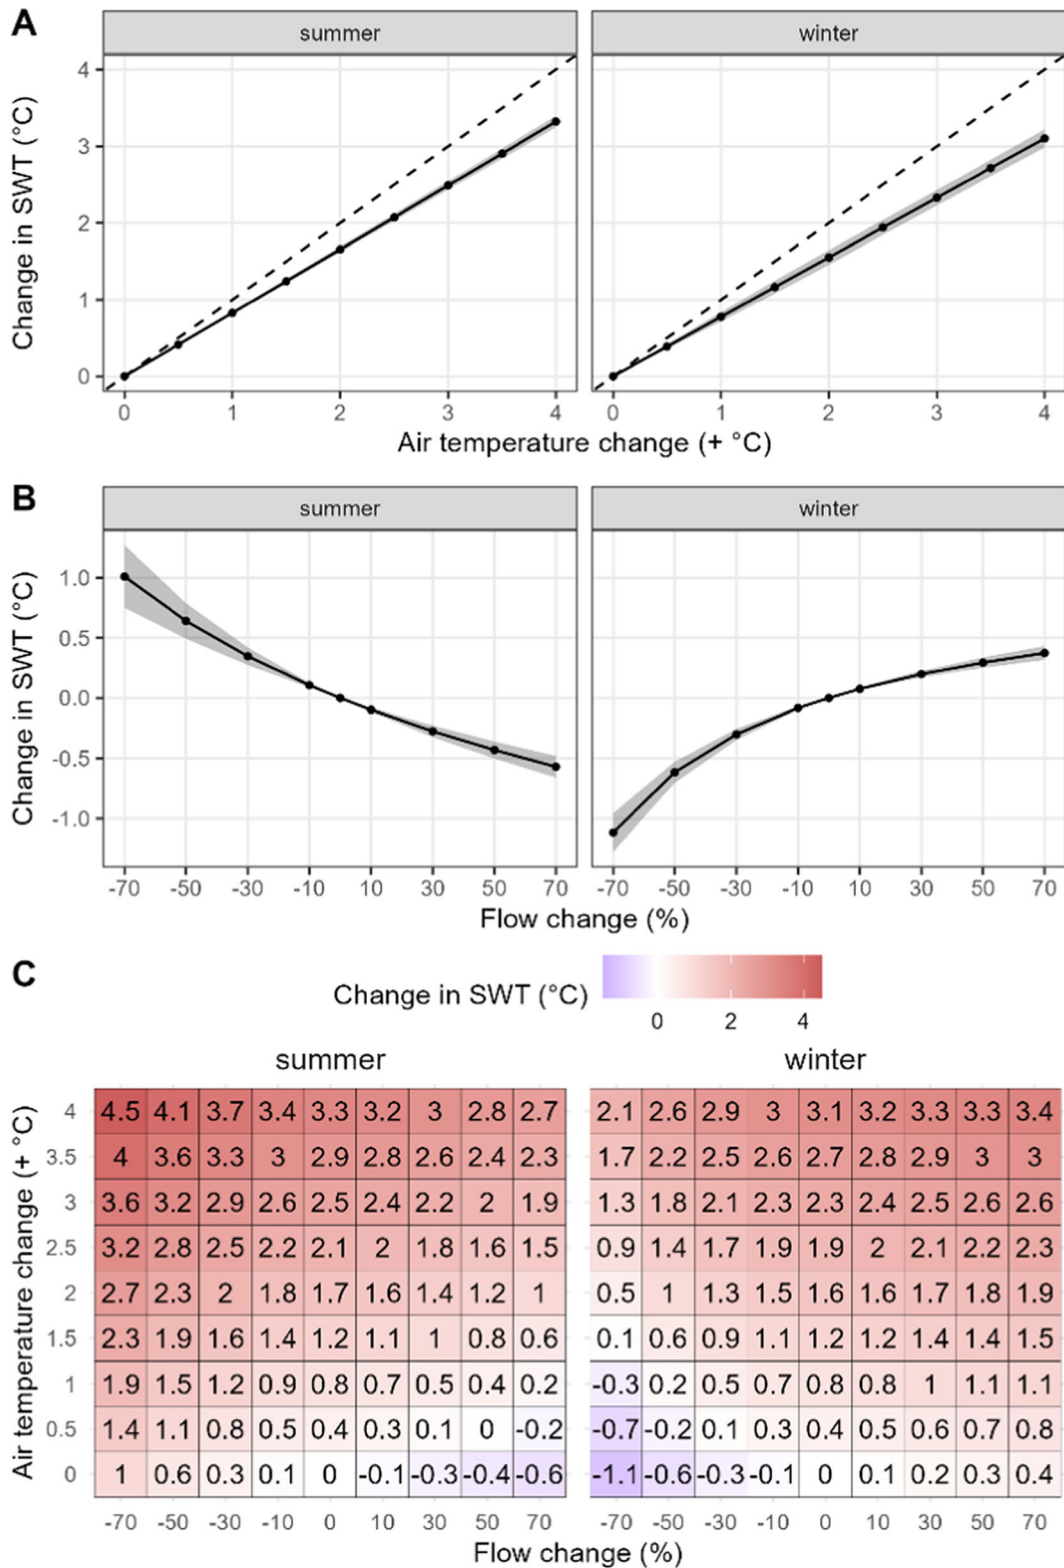 A
summer winter
4
3
2
1
0
Change in SWT (°C)
0 1 2 3 4 0 1 2 3 4
Air temperature change (+ °C)
B
summer winter
1.0
0.5
0.0
-0.5
-1.0
Change in SWT (°C)
-70 -50 -30 -10 10 30 50 70 -70 -50 -30 -10 10 30 50 70
Flow change (%)
C
Change in SWT (°C)
0 2 4
summer winter
Air temperature change (+ °C)
4 4.5 4.1 3.7 3.4 3.3 3.2 3 2.8 2.7 2.1 2.6 2.9 3 3.1 3.2 3.3 3.3 3.4
3.5 4 3.6 3.3 3 2.9 2.8 2.6 2.4 2.3 1.7 2.2 2.5 2.6 2.7 2.8 2.9 3 3
3 3.6 3.2 2.9 2.6 2.5 2.4 2.2 2 1.9 1.3 1.8 2.1 2.3 2.3 2.4 2.5 2.6 2.6
2.5 3.2 2.8 2.5 2.2 2.1 2 1.8 1.6 1.5 0.9 1.4 1.7 1.9 1.9 2 2.1 2.2 2.3
2 2.7 2.3 2 1.8 1.7 1.6 1.4 1.2 1 0.5 1 1.3 1.5 1.6 1.6 1.7 1.8 1.9
1.5 2.3 1.9 1.6 1.4 1.2 1.1 1 0.8 0.6 0.1 0.6 0.9 1.1 1.2 1.2 1.4 1.4 1.5
1 1.9 1.5 1.2 0.9 0.8 0.7 0.5 0.4 0.2 -0.3 0.2 0.5 0.7 0.8 0.8 1 1.1 1.1
0.5 1.4 1.1 0.8 0.5 0.4 0.3 0.1 0 -0.2 -0.7 -0.2 0.1 0.3 0.4 0.5 0.6 0.7 0.8
0 1 0.6 0.3 0.1 0 -0.1 -0.3 -0.4 -0.6 -1.1 -0.6 -0.3 -0.1 0 0.1 0.2 0.3 0.4
-70 -50 -30 -10 0 10 30 50 70 -70 -50 -30 -10 0 10 30 50 70
Flow change (%)